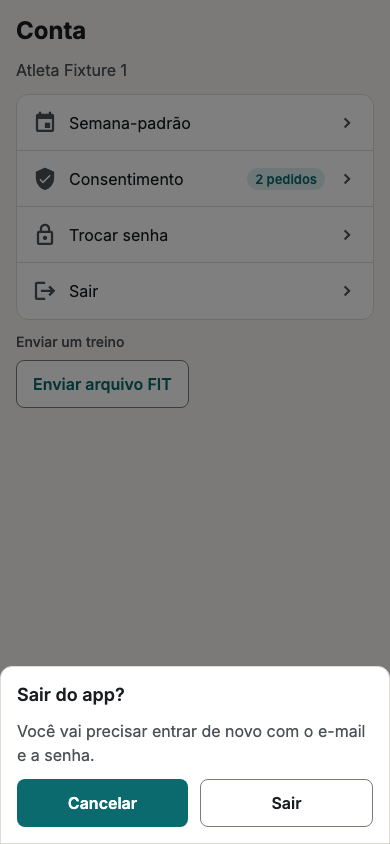 Conta
Atleta Fixture 1
Semana-padrão
Consentimento 2 pedidos
Trocar senha
Sair
Enviar um treino
Enviar arquivo FIT
Sair do app?
Você vai precisar entrar de novo com o e-mail
e a senha.
Cancelar Sair